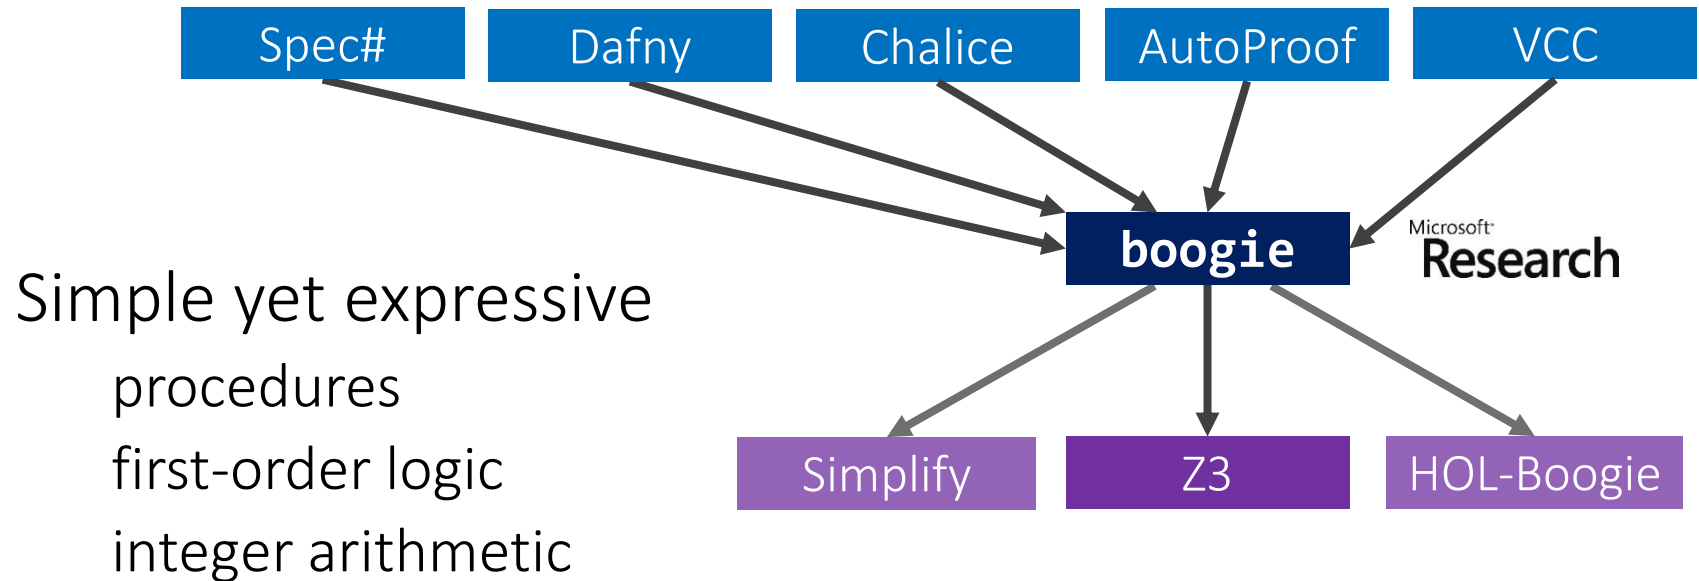 Spec#
Dafny
Chalice
AutoProof
VCC
boogie
Microsoft®
Research
Simple yet expressive
procedures
first-order logic
integer arithmetic
Simplify
Z3
HOL-Boogie